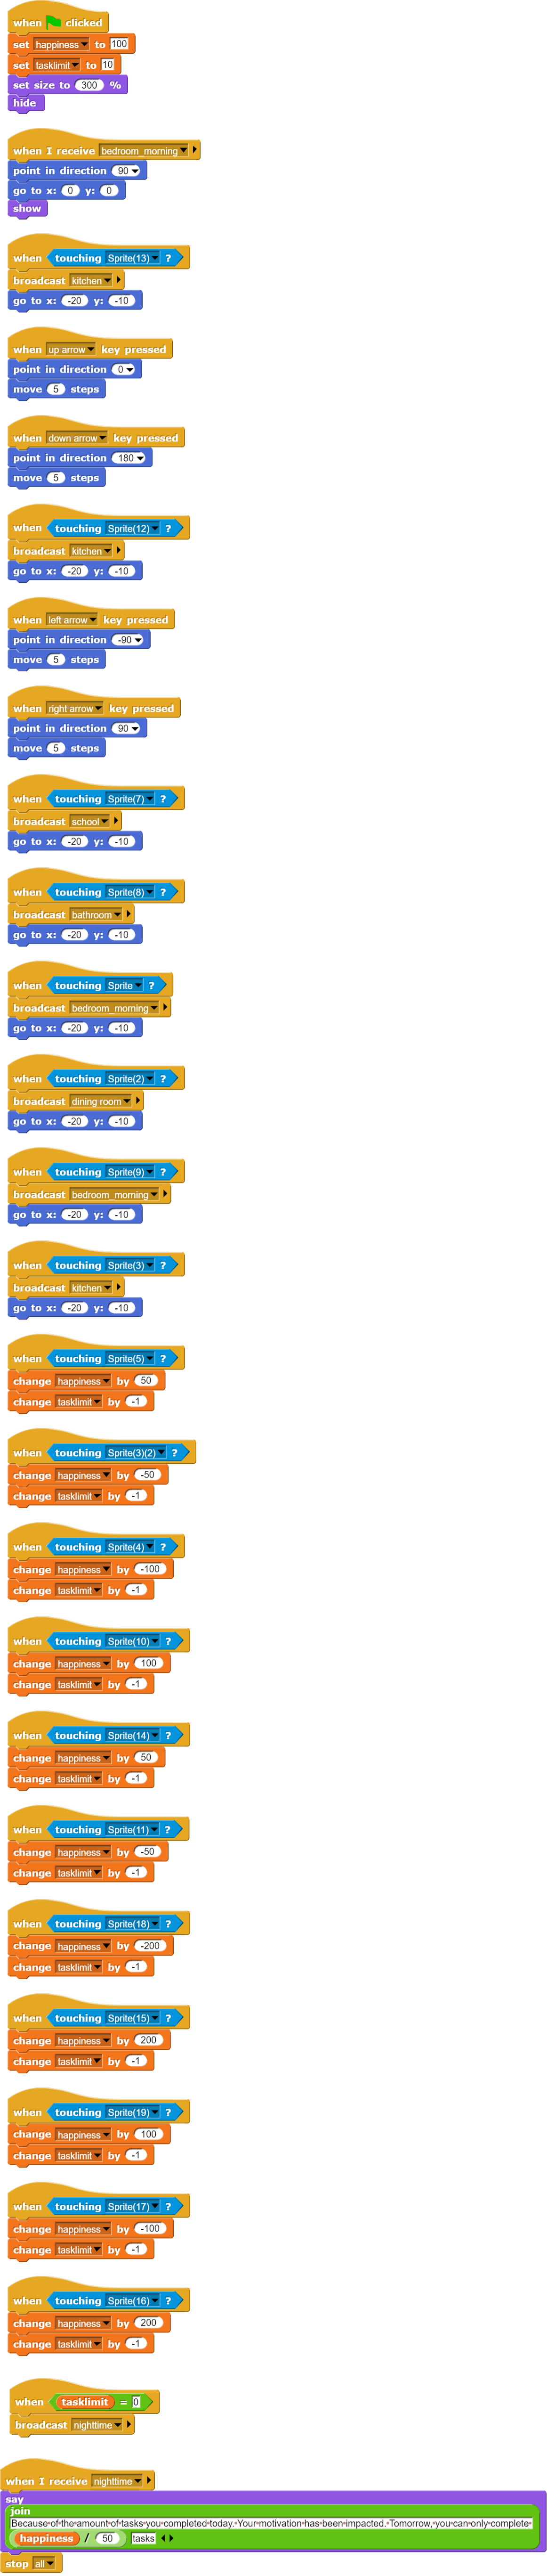 when clicked
set happiness to 100
set tasklimit to 10
set size to 300 %
hide
when I receive bedroom_morning
point in direction 90
go to x: 0 y: 0
show
when touching Sprite(13) ?
broadcast kitchen
go to x: -20 y: -10
when up arrow key pressed
point in direction 0
move 5 steps
when down arrow key pressed
point in direction 180
move 5 steps
when touching Sprite(12) ?
broadcast kitchen
go to x: -20 y: -10
when left arrow key pressed
point in direction -90
move 5 steps
when right arrow key pressed
point in direction 90
move 5 steps
when touching Sprite(7) ?
broadcast school
go to x: -20 y: -10
when touching Sprite(8) ?
broadcast bathroom
go to x: -20 y: -10
when touching Sprite ?
broadcast bedroom_morning
go to x: -20 y: -10
when touching Sprite(2) ?
broadcast dining room
go to x: -20 y: -10
when touching Sprite(9) ?
broadcast bedroom_morning
go to x: -20 y: -10
when touching Sprite(3) ?
broadcast kitchen
go to x: -20 y: -10
when touching Sprite(5) ?
change happiness by 50
change tasklimit by -1
when touching Sprite(3)(2) ?
change happiness by -50
change tasklimit by -1
when touching Sprite(4) ?
change happiness by -100
change tasklimit by -1
when touching Sprite(10) ?
change happiness by 100
change tasklimit by -1
when touching Sprite(14) ?
change happiness by 50
change tasklimit by -1
when touching Sprite(11) ?
change happiness by -50
change tasklimit by -1
when touching Sprite(18) ?
change happiness by -200
change tasklimit by -1
when touching Sprite(15) ?
change happiness by 200
change tasklimit by -1
when touching Sprite(19) ?
change happiness by 100
change tasklimit by -1
when touching Sprite(17) ?
change happiness by -100
change tasklimit by -1
when touching Sprite(16) ?
change happiness by 200
change tasklimit by -1
when tasklimit = 0
broadcast nighttime
when I receive nighttime
say
join
Because of the amount of tasks you completed today. Your motivation has been impacted. Tomorrow, you can only complete
happiness / 50 tasks
stop all